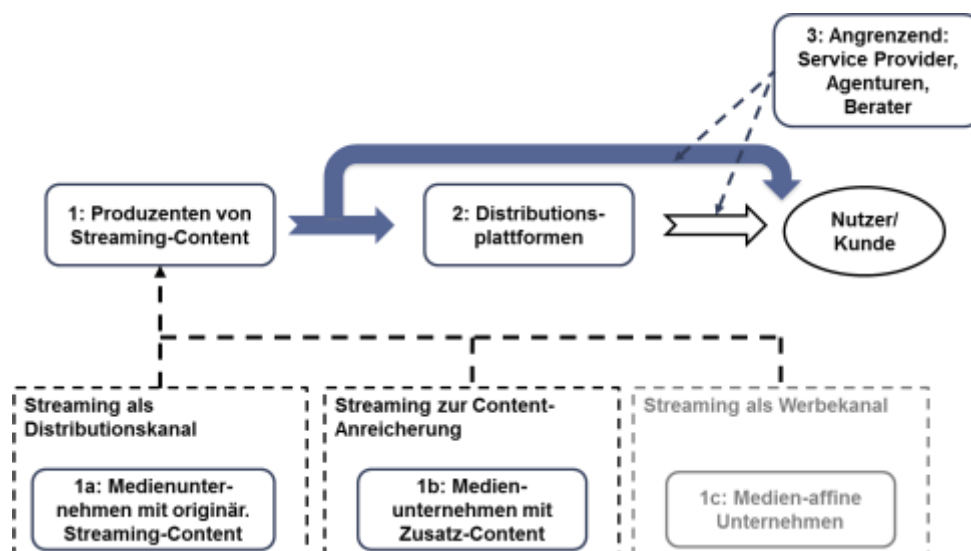 3: Angrenzend:
Service Provider,
Agenturen,
Berater
1: Produzenten von
Streaming-Content
2: Distributions-
plattformen
Nutzer/
Kunde
Streaming als
Distributionskanal
1a: Medienunter-
nehmen mit originär.
Streaming-Content
Streaming zur Content-
Anreicherung
1b: Medien-
unternehmen mit
Zusatz-Content
Streaming als Werbekanal
1c: Medien-affine
Unternehmen